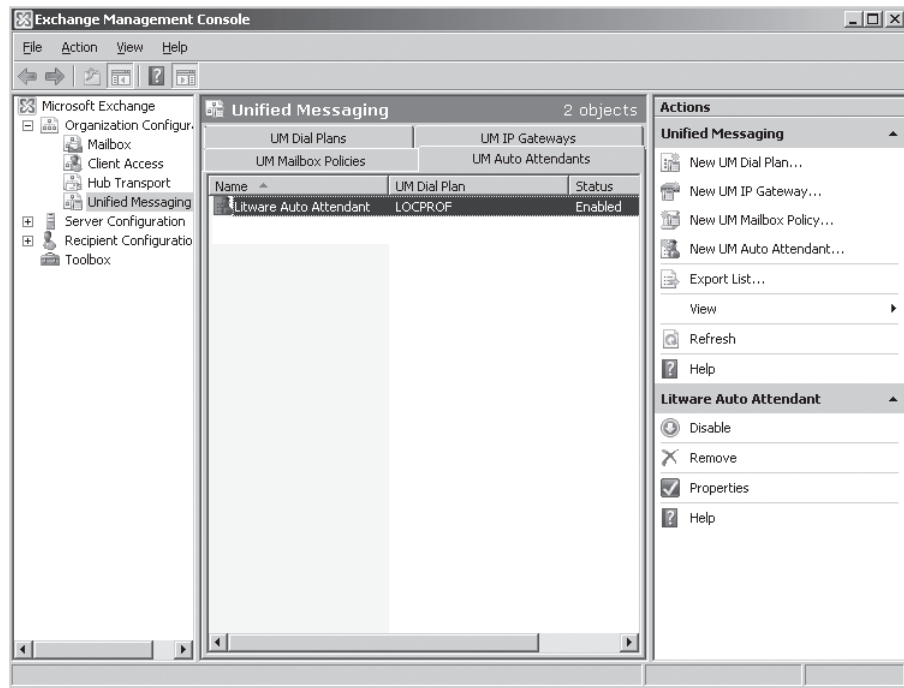 Exchange Management Console
File Action View Help
Microsoft Exchange
Organization Configur
Mailbox
Client Access
Hub Transport
Unified Messaging
Server Configuration
Recipient Configuratio
Toolbox
Unified Messaging 2 objects
UM Dial Plans UM IP Gateways
UM Mailbox Policies UM Auto Attendants
Name UM Dial Plan Status
Litware Auto Attendant LOCPROF Enabled
Actions
Unified Messaging
New UM Dial Plan...
New UM IP Gateway...
New UM Mailbox Policy...
New UM Auto Attendant...
Export List...
View
Refresh
Help
Litware Auto Attendant
Disable
Remove
Properties
Help